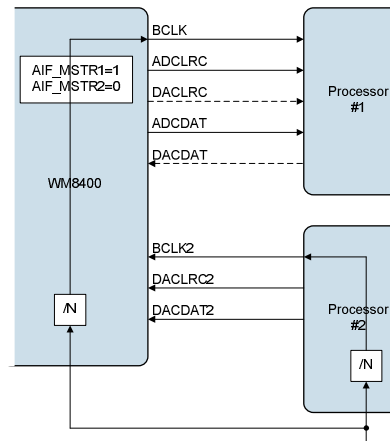 BCLK
ADCLRC
DACLRC
ADCDAT
DACDAT
AIF_MSTR1=1
AIF_MSTR2=0
WM8400
Processor
#1
BCLK2
DACLRC2
DACDAT2
/N
Processor
#2
/N